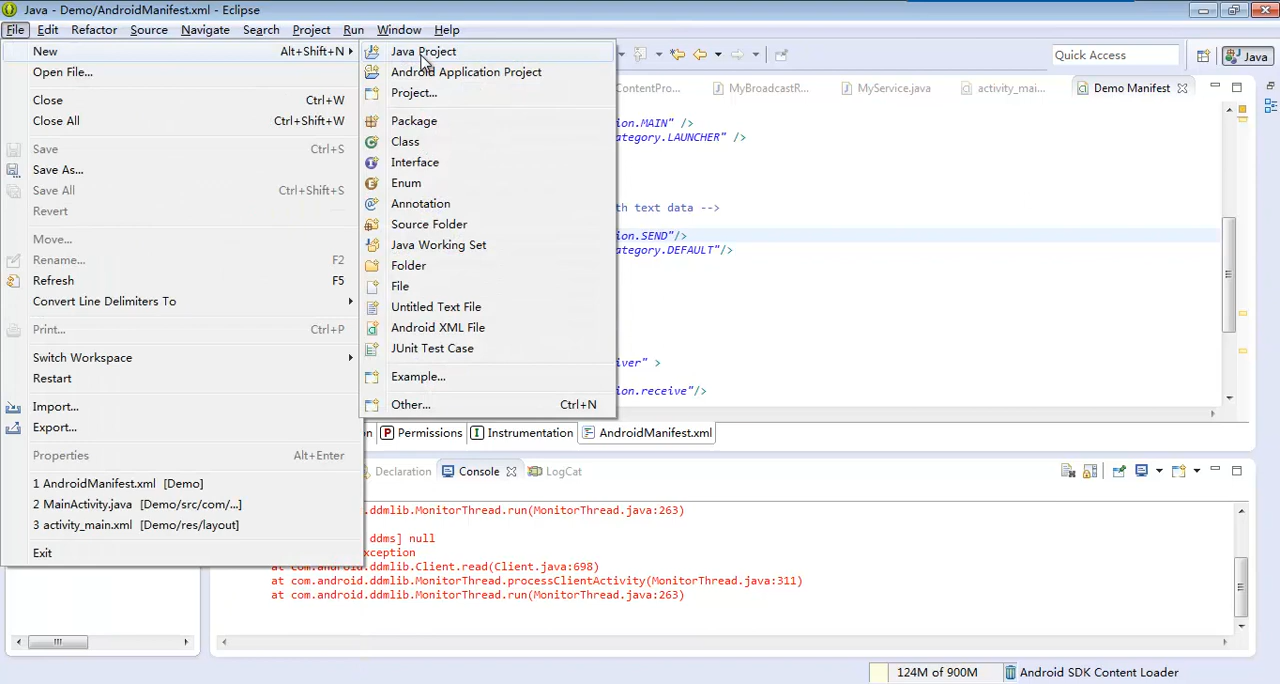 Java - Demo/AndroidManifest.xml - Eclipse
File Edit Refactor Source Navigate Search Project Run Window Help
New Alt+Shift+N
Open File...
Close Ctrl+W
Close All Ctrl+Shift+W
Save Ctrl+S
Save As...
Save All Ctrl+Shift+S
Revert
Move...
Rename... F2
Refresh F5
Convert Line Delimiters To
Print... Ctrl+P
Switch Workspace
Restart
Import...
Export...
Properties Alt+Enter
1 AndroidManifest.xml [Demo]
2 MainActivity.java [Demo/src/com/...]
3 activity_main.xml [Demo/res/layout]
Exit
Java Project
Android Application Project
Project...
Package
Class
Interface
Enum
Annotation
Source Folder
Java Working Set
Folder
File
Untitled Text File
Android XML File
JUnit Test Case
Example...
Other... Ctrl+N
Quick Access
Java
ContentPro... MyBroadcastR... MyService.java activity_mai... Demo Manifest
ion.MAIN" />
ategory.LAUNCHER" />
th text data -->
ion.SEND"/>
ategory.DEFAULT"/>
iver" >
ion.receive"/>
n Permissions Instrumentation AndroidManifest.xml
Declaration Console LogCat
.ddmlib.MonitorThread.run(MonitorThread.java:263)
ddms] null
xception
at com.android.ddmlib.Client.read(Client.java:698)
at com.android.ddmlib.MonitorThread.processClientActivity(MonitorThread.java:311)
at com.android.ddmlib.MonitorThread.run(MonitorThread.java:263)
124M of 900M
Android SDK Content Loader